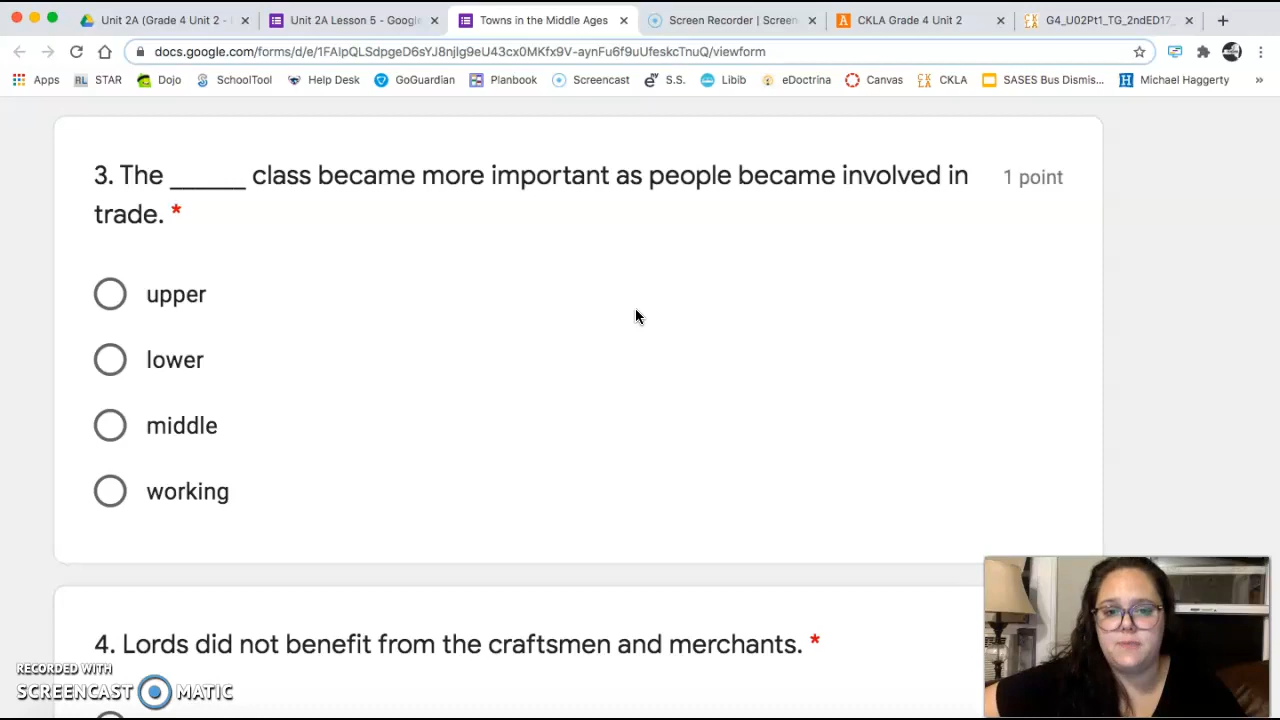 Unit 2A (Grade 4 Unit 2 -
Unit 2A Lesson 5 - Google
Towns in the Middle Ages
Screen Recorder | Screen
CKLA Grade 4 Unit 2
G4_U02Pt1_TG_2ndED17_
docs.google.com/forms/d/e/1FAIpQLSdpgeD6sYJ8njIg9eU43cx0MKfx9V-aynFu6f9uUfeskcTnuQ/viewform
Apps
RL STAR
Dojo
SchoolTool
Help Desk
GoGuardian
Planbook
Screencast
S.S.
Libib
eDoctrina
Canvas
CKLA
SASES Bus Dismis...
Michael Haggerty
»
3. The ______ class became more important as people became involved in
trade. *
1 point
upper
lower
middle
working
4. Lords did not benefit from the craftsmen and merchants. *
RECORDED WITH
SCREENCAST MATIC